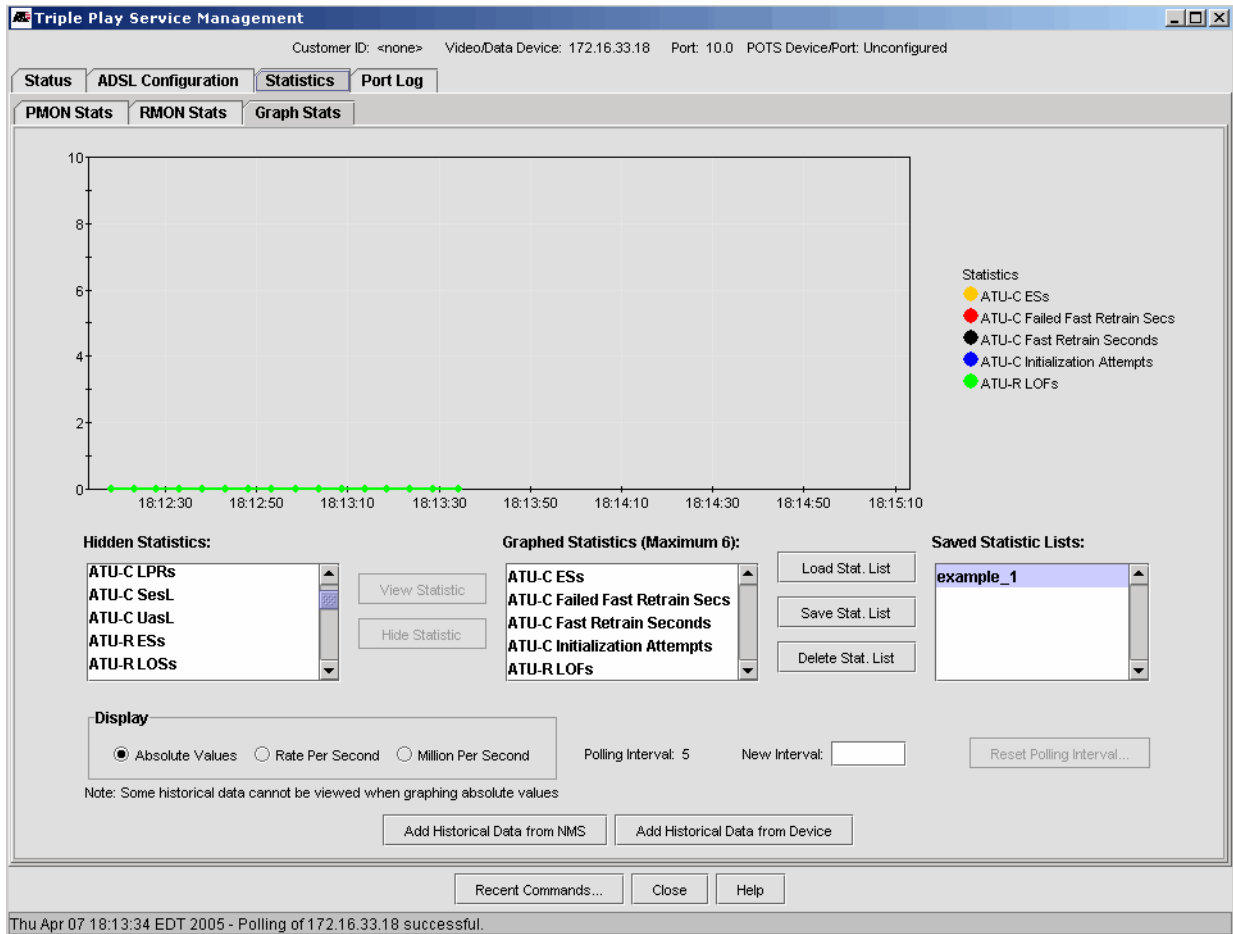 Triple Play Service Management
Customer ID: <none> Video/Data Device: 172.16.33.18 Port: 10.0 POTS Device/Port: Unconfigured
Status ADSL Configuration Statistics Port Log
PMON Stats RMON Stats Graph Stats
10
8
6
4
2
0
18:12:30 18:12:50 18:13:10 18:13:30 18:13:50 18:14:10 18:14:30 18:14:50 18:15:10
Statistics
ATU-C ESs
ATU-C Failed Fast Retrain Secs
ATU-C Fast Retrain Seconds
ATU-C Initialization Attempts
ATU-R LOFs
Hidden Statistics:
ATU-C LPRs
ATU-C SesL
ATU-C UasL
ATU-R ESs
ATU-R LOSs
View Statistic
Hide Statistic
Graphed Statistics (Maximum 6):
ATU-C ESs
ATU-C Failed Fast Retrain Secs
ATU-C Fast Retrain Seconds
ATU-C Initialization Attempts
ATU-R LOFs
Load Stat. List
Save Stat. List
Delete Stat. List
Saved Statistic Lists:
example_1
Display
Absolute Values Rate Per Second Million Per Second
Polling Interval: 5 New Interval: Reset Polling Interval...
Note: Some historical data cannot be viewed when graphing absolute values
Add Historical Data from NMS Add Historical Data from Device
Recent Commands... Close Help
Thu Apr 07 18:13:34 EDT 2005 - Polling of 172.16.33.18 successful.